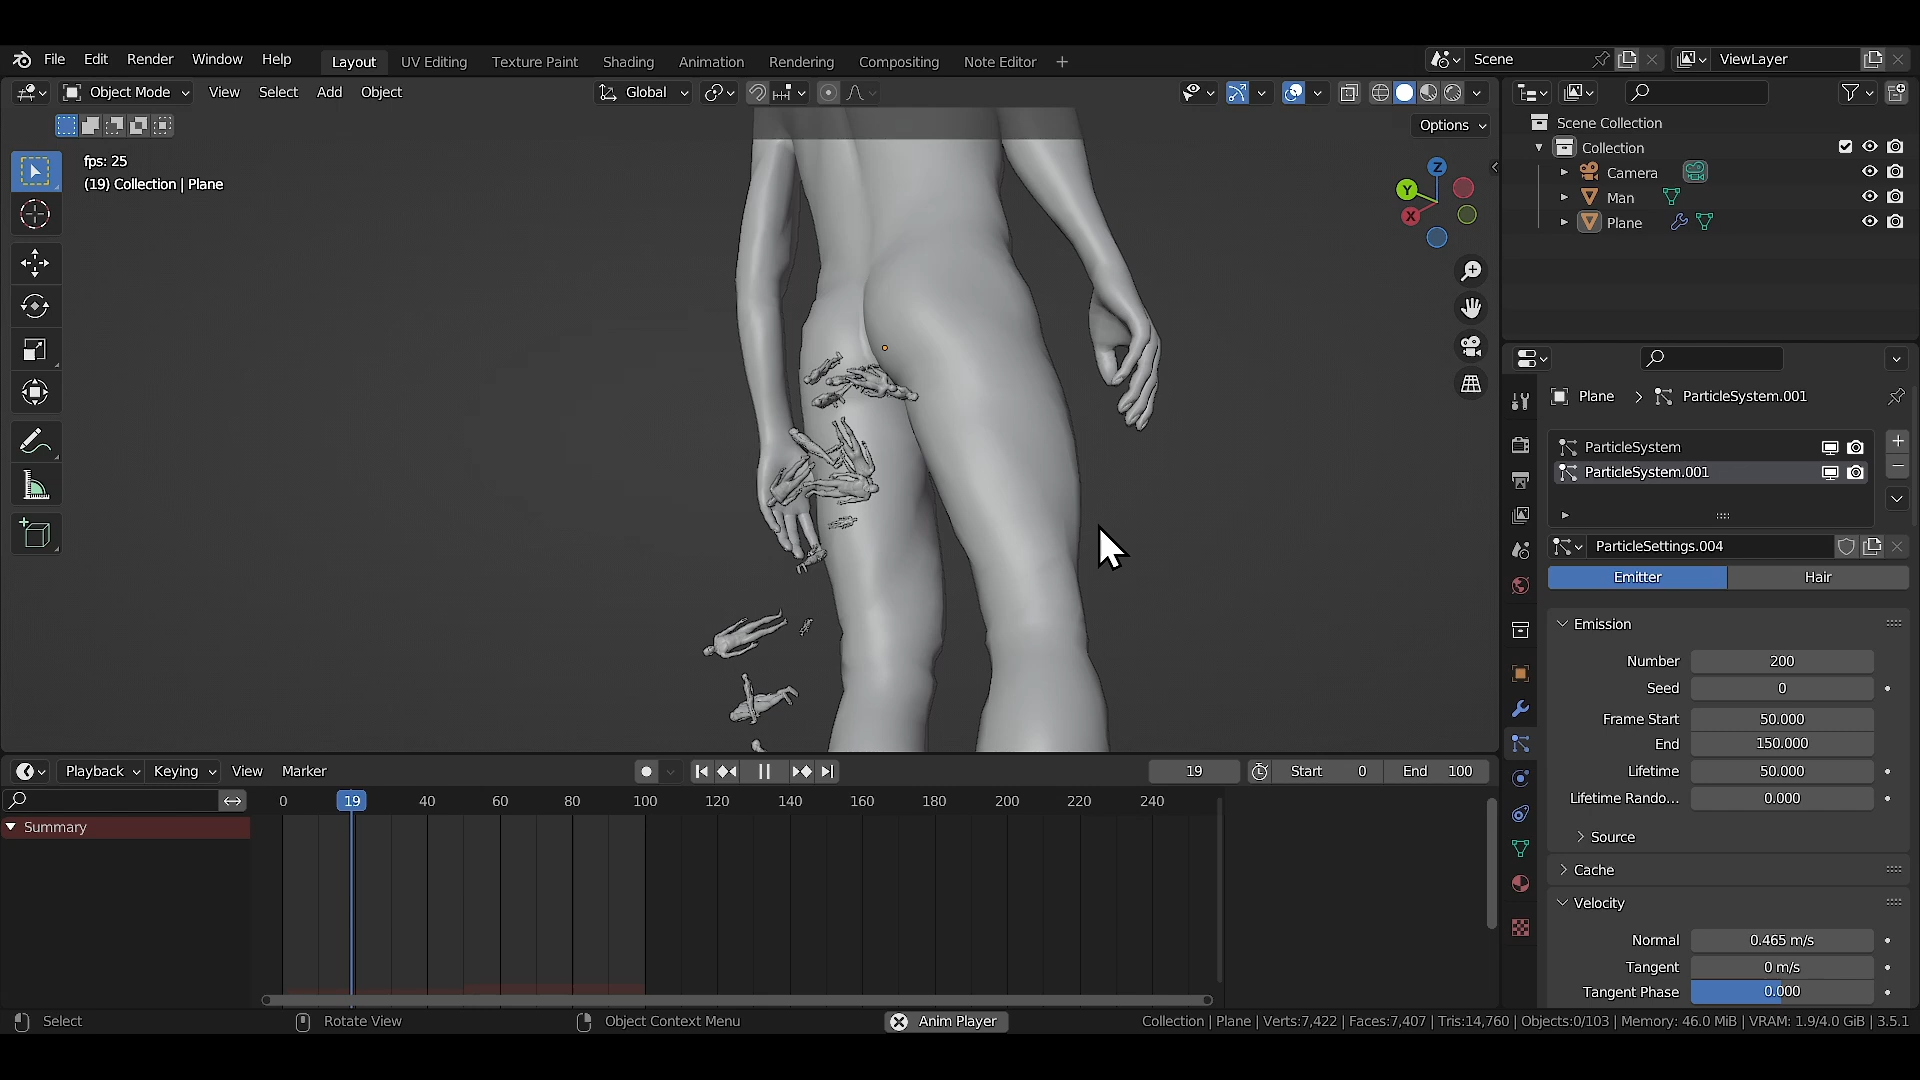 File Edit Render Window Help Layout UV Editing Texture Paint Shading Animation Rendering Compositing Note Editor + Scene ViewLayer
Object Mode View Select Add Object Global
Options
fps: 25
(19) Collection | Plane
Z
Y
X
Scene Collection
Collection
Camera
Man
Plane
Plane > ParticleSystem.001
ParticleSystem
ParticleSystem.001
ParticleSettings.004
Emitter Hair
Emission
Number 200
Seed 0
Frame Start 50.000
End 150.000
Lifetime 50.000
Lifetime Rando... 0.000
Source
Cache
Velocity
Normal 0.465 m/s
Tangent 0 m/s
Tangent Phase 0.000
Playback Keying View Marker 19 Start 0 End 100
0 19 40 60 80 100 120 140 160 180 200 220 240
Summary
Select Rotate View Object Context Menu Anim Player Collection | Plane | Verts:7,422 | Faces:7,407 | Tris:14,760 | Objects:0/103 | Memory: 46.0 MiB | VRAM: 1.9/4.0 GiB | 3.5.1